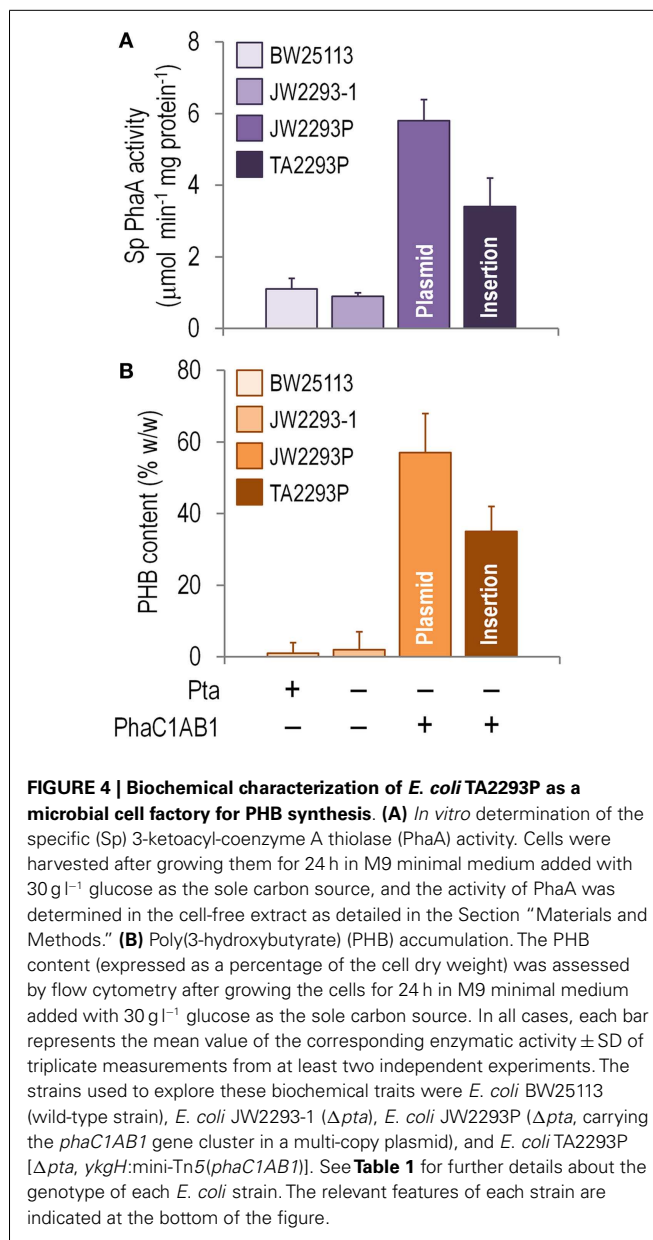 A
8
6
4
2
0
Sp PhaA activity
(µmol min⁻¹ mg protein⁻¹)
BW25113
JW2293-1
JW2293P
TA2293P
Plasmid
Insertion
B
80
60
40
20
0
PHB content (% w/w)
BW25113
JW2293-1
JW2293P
TA2293P
Plasmid
Insertion
Pta + – – –
PhaC1AB1 – – + +
FIGURE 4 | Biochemical characterization of E. coli TA2293P as a
microbial cell factory for PHB synthesis. (A) In vitro determination of the
specific (Sp) 3-ketoacyl-coenzyme A thiolase (PhaA) activity. Cells were
harvested after growing them for 24 h in M9 minimal medium added with
30 g l⁻¹ glucose as the sole carbon source, and the activity of PhaA was
determined in the cell-free extract as detailed in the Section “Materials and
Methods.” (B) Poly(3-hydroxybutyrate) (PHB) accumulation. The PHB
content (expressed as a percentage of the cell dry weight) was assessed
by flow cytometry after growing the cells for 24 h in M9 minimal medium
added with 30 g l⁻¹ glucose as the sole carbon source. In all cases, each bar
represents the mean value of the corresponding enzymatic activity ± SD of
triplicate measurements from at least two independent experiments. The
strains used to explore these biochemical traits were E. coli BW25113
(wild-type strain), E. coli JW2293-1 (Δpta), E. coli JW2293P (Δpta, carrying
the phaC1AB1 gene cluster in a multi-copy plasmid), and E. coli TA2293P
[Δpta, ykgH:mini-Tn5(phaC1AB1)]. See Table 1 for further details about the
genotype of each E. coli strain. The relevant features of each strain are
indicated at the bottom of the figure.